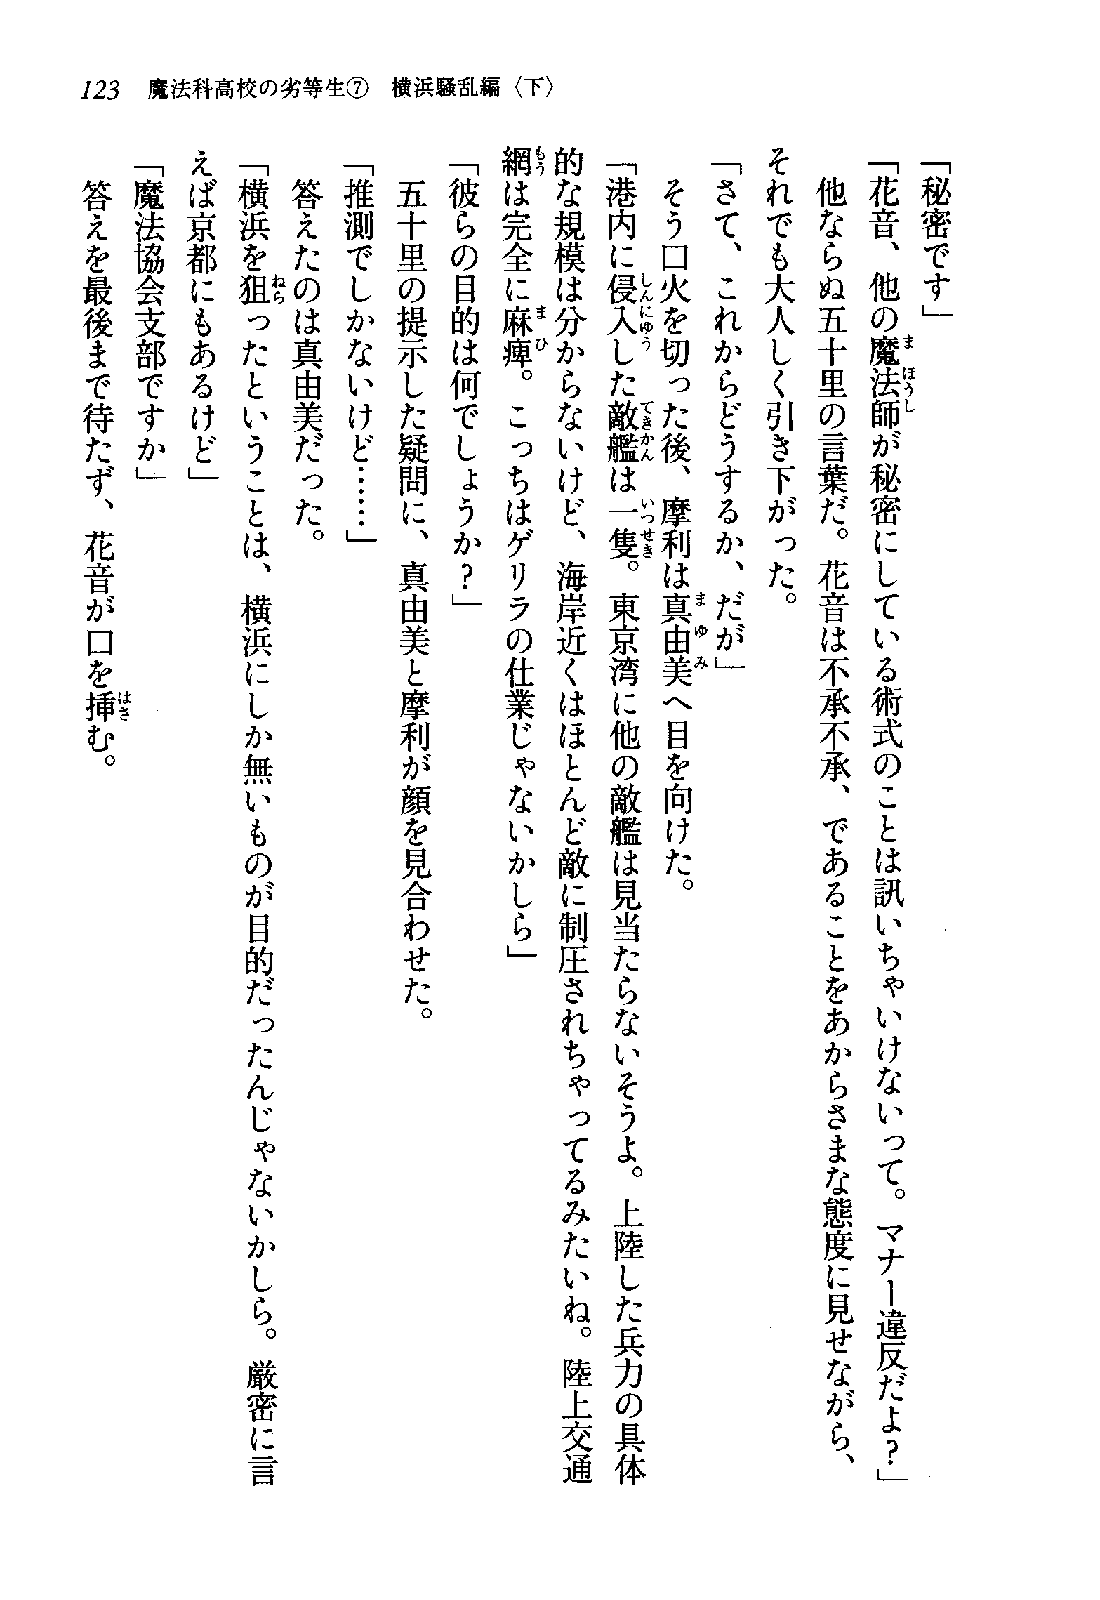 123　魔法科高校の劣等生⑦　横浜騒乱編〈下〉
「秘密です」
「花音、他の魔法師が秘密にしている術式のことは訊いちゃいけないって。マナー違反だよ?」
他ならぬ五十里の言葉だ。花音は不承不承、であることをあからさまな態度に見せながら、
それでも大人しく引き下がった。
「さて、これからどうするか、だが」
そう口火を切った後、摩利は真由美へ目を向けた。
「港内に侵入した敵艦は一隻。東京湾に他の敵艦は見当たらないそうよ。上陸した兵力の具体
的な規模は分からないけど、海岸近くはほとんど敵に制圧されちゃってるみたいね。陸上交通
網は完全に麻痺。こっちはゲリラの仕業じゃないかしら」
「彼らの目的は何でしょうか?」
五十里の提示した疑問に、真由美と摩利が顔を見合わせた。
「推測でしかないけど……」
答えたのは真由美だった。
「横浜を狙ったということは、横浜にしか無いものが目的だったんじゃないかしら。厳密に言
えば京都にもあるけど」
「魔法協会支部ですか」
答えを最後まで待たず、花音が口を挿む。